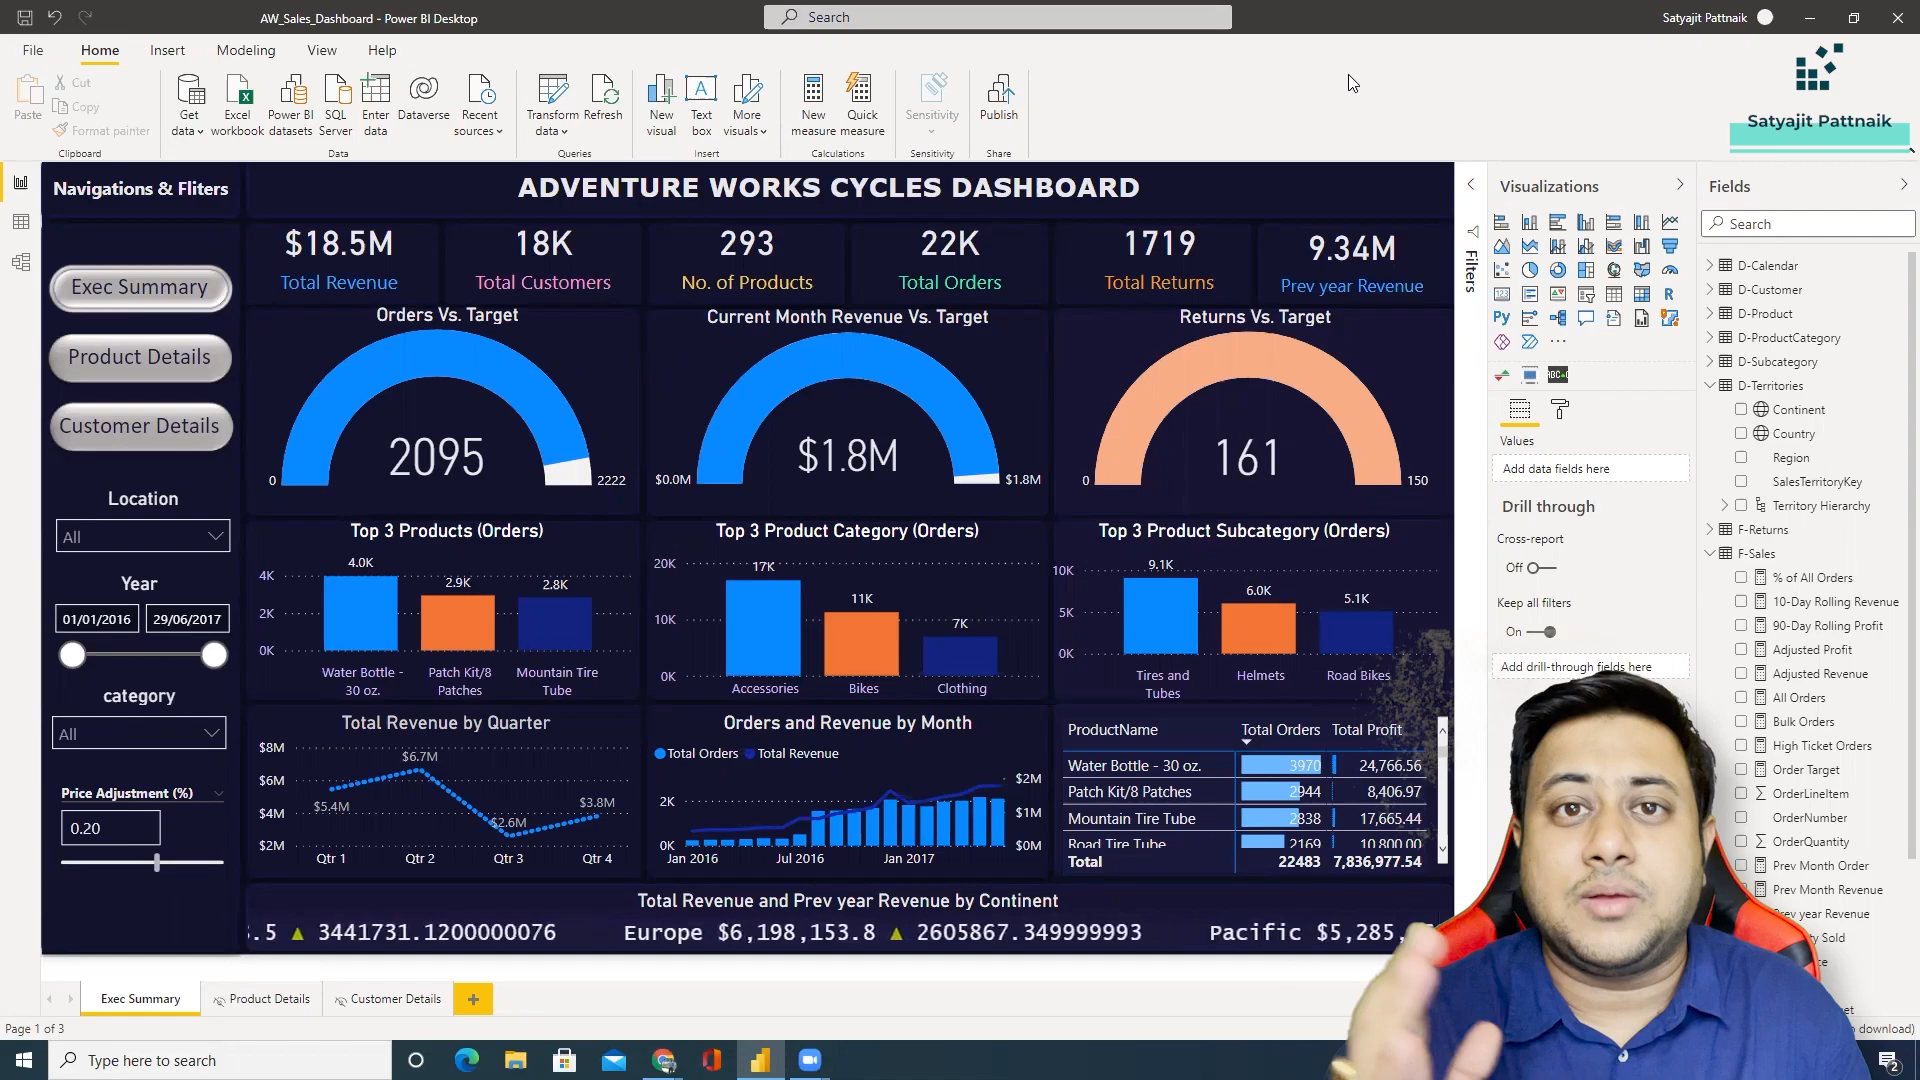 AW_Sales_Dashboard - Power BI Desktop
Search
Satyajit Pattnaik
File Home Insert Modeling View Help
Paste
Cut
Copy
Format painter
Clipboard
Get data
Excel workbook
Power BI datasets
SQL Server
Enter data
Dataverse
Recent sources
Data
Transform data
Refresh
Queries
New visual
Text box
More visuals
Insert
New measure
Quick measure
Calculations
Sensitivity
Sensitivity
Publish
Share
Satyajit Pattnaik
Navigations & Fliters
Exec Summary
Product Details
Customer Details
Location
All
Year
01/01/2016 29/06/2017
category
All
Price Adjustment (%)
0.20
ADVENTURE WORKS CYCLES DASHBOARD
$18.5M
Total Revenue
18K
Total Customers
293
No. of Products
22K
Total Orders
1719
Total Returns
9.34M
Prev year Revenue
Orders Vs. Target
2095
0 2222
Current Month Revenue Vs. Target
$1.8M
$0.0M $1.8M
Returns Vs. Target
161
0 150
Top 3 Products (Orders)
4K
2K
0K
4.0K
2.9K
2.8K
Water Bottle - 30 oz.
Patch Kit/8 Patches
Mountain Tire Tube
Top 3 Product Category (Orders)
20K
10K
0K
17K
11K
7K
Accessories
Bikes
Clothing
Top 3 Product Subcategory (Orders)
10K
5K
0K
9.1K
6.0K
5.1K
Tires and Tubes
Helmets
Road Bikes
Total Revenue by Quarter
$8M
$6M
$4M
$2M
$5.4M
$6.7M
$2.6M
$3.8M
Qtr 1 Qtr 2 Qtr 3 Qtr 4
Orders and Revenue by Month
Total Orders Total Revenue
2K
0K
$2M
$1M
$0M
Jan 2016 Jul 2016 Jan 2017
ProductName Total Orders Total Profit
Water Bottle - 30 oz. 3970 24,766.56
Patch Kit/8 Patches 2944 8,406.97
Mountain Tire Tube 2838 17,665.44
Road Tire Tube 2169 10,800.00
Total 22483 7,836,977.54
Total Revenue and Prev year Revenue by Continent
.5 ▲ 3441731.1200000076 Europe $6,198,153.8 ▲ 2605867.349999993 Pacific $5,285,
Filters
Visualizations
R
Py
Values
Add data fields here
Drill through
Cross-report
Off
Keep all filters
On
Add drill-through fields here
Fields
Search
D-Calendar
D-Customer
D-Product
D-ProductCategory
D-Subcategory
D-Territories
Continent
Country
Region
SalesTerritoryKey
Territory Hierarchy
F-Returns
F-Sales
% of All Orders
10-Day Rolling Revenue
90-Day Rolling Profit
Adjusted Profit
Adjusted Revenue
All Orders
Bulk Orders
High Ticket Orders
Order Target
OrderLineItem
OrderNumber
OrderQuantity
Prev Month Order
Prev Month Revenue
year Revenue
Sold
Exec Summary
Product Details
Customer Details
Page 1 of 3
download)
Type here to search
2